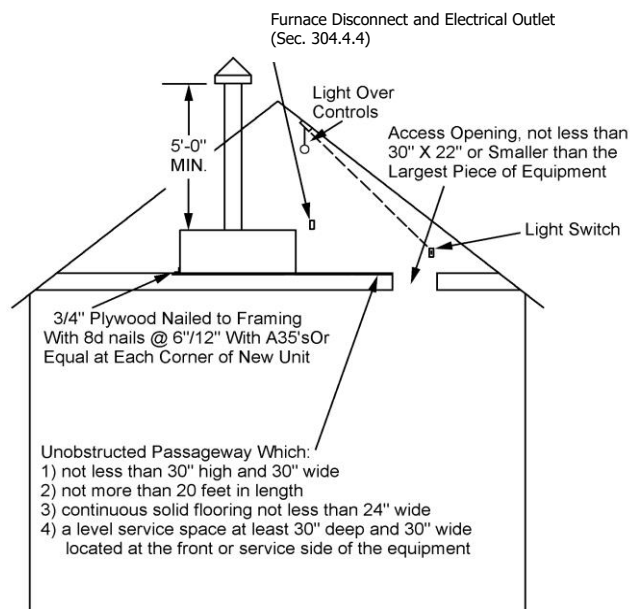 Furnace Disconnect and Electrical Outlet
(Sec. 304.4.4)
Light Over
Controls
5'-0"
MIN.
Access Opening, not less than
30" X 22" or Smaller than the
Largest Piece of Equipment
Light Switch
3/4" Plywood Nailed to Framing
With 8d nails @ 6"/12" With A35'sOr
Equal at Each Corner of New Unit
Unobstructed Passageway Which:
1) not less than 30" high and 30" wide
2) not more than 20 feet in length
3) continuous solid flooring not less than 24" wide
4) a level service space at least 30" deep and 30" wide
located at the front or service side of the equipment